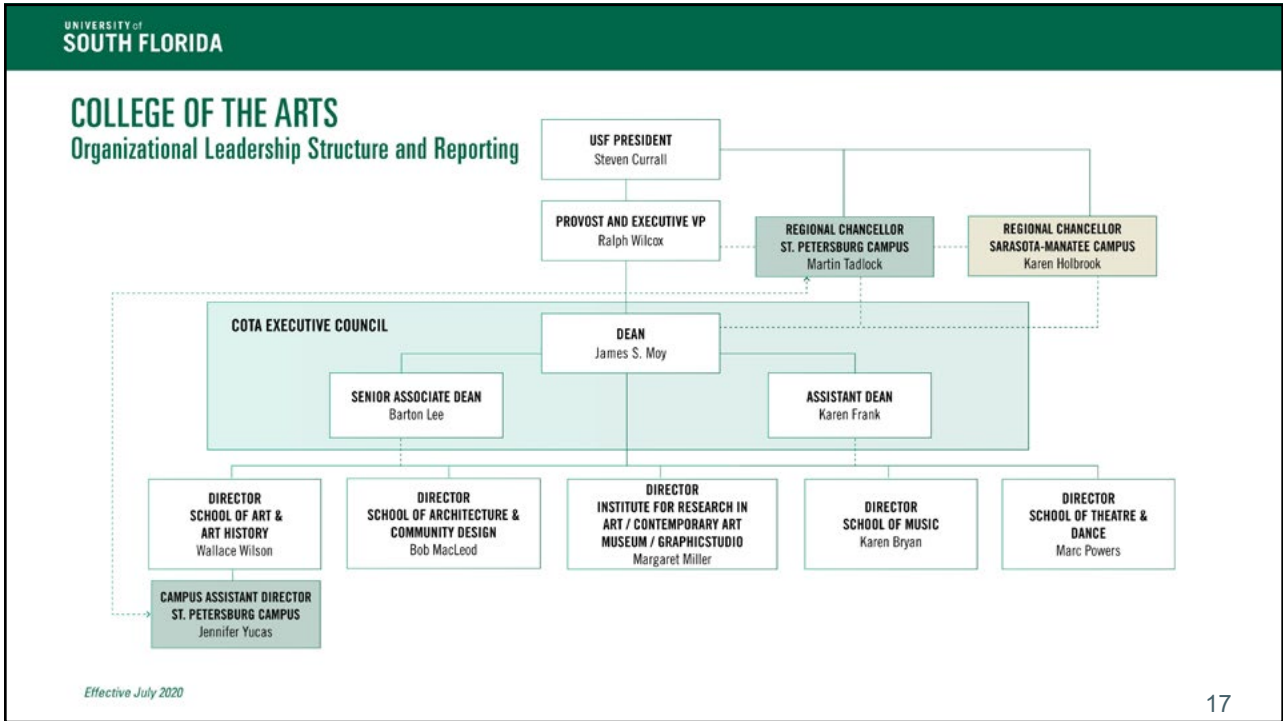 UNIVERSITY of
SOUTH FLORIDA
COLLEGE OF THE ARTS
Organizational Leadership Structure and Reporting
USF PRESIDENT
Steven Currall
PROVOST AND EXECUTIVE VP
Ralph Wilcox
REGIONAL CHANCELLOR
ST. PETERSBURG CAMPUS
Martin Tadlock
REGIONAL CHANCELLOR
SARASOTA-MANATEE CAMPUS
Karen Holbrook
COTA EXECUTIVE COUNCIL
DEAN
James S. Moy
SENIOR ASSOCIATE DEAN
Barton Lee
ASSISTANT DEAN
Karen Frank
DIRECTOR
SCHOOL OF ART &
ART HISTORY
Wallace Wilson
DIRECTOR
SCHOOL OF ARCHITECTURE &
COMMUNITY DESIGN
Bob MacLeod
DIRECTOR
INSTITUTE FOR RESEARCH IN
ART / CONTEMPORARY ART
MUSEUM / GRAPHICSTUDIO
Margaret Miller
DIRECTOR
SCHOOL OF MUSIC
Karen Bryan
DIRECTOR
SCHOOL OF THEATRE &
DANCE
Marc Powers
CAMPUS ASSISTANT DIRECTOR
ST. PETERSBURG CAMPUS
Jennifer Yucas
Effective July 2020
17